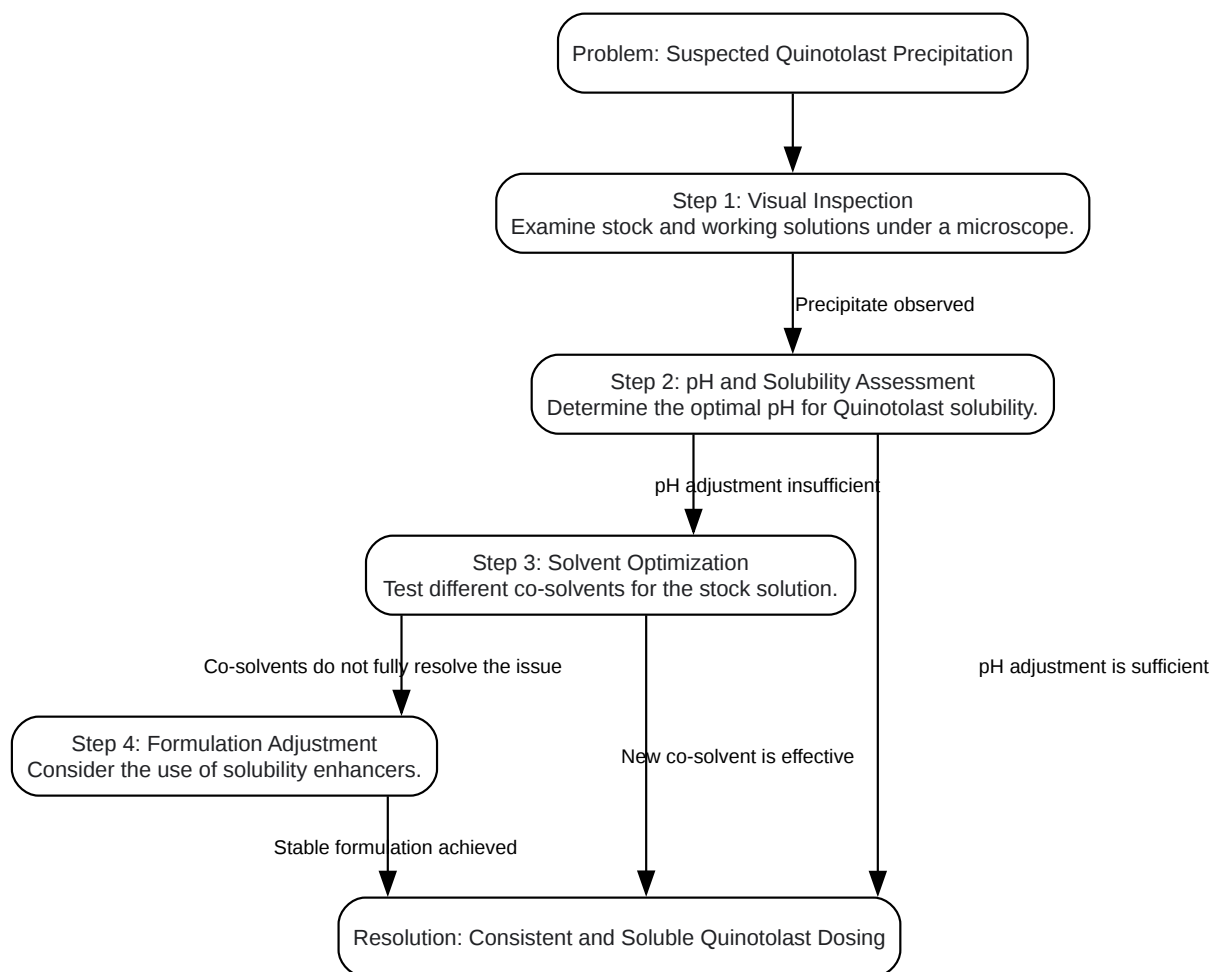 Problem: Suspected Quinotolast Precipitation
Step 1: Visual Inspection
Examine stock and working solutions under a microscope.
Precipitate observed
Step 2: pH and Solubility Assessment
Determine the optimal pH for Quinotolast solubility.
pH adjustment insufficient
Step 3: Solvent Optimization
Test different co-solvents for the stock solution.
Co-solvents do not fully resolve the issue
pH adjustment is sufficient
Step 4: Formulation Adjustment
Consider the use of solubility enhancers.
New co-solvent is effective
Stable formulation achieved
Resolution: Consistent and Soluble Quinotolast Dosing